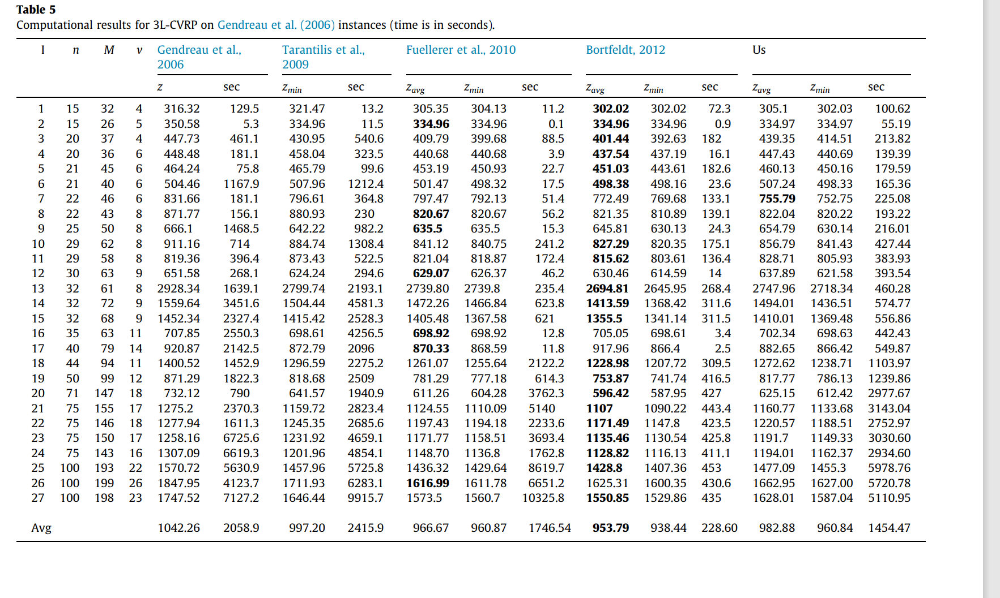 Table 5
Computational results for 3L-CVRP on Gendreau et al. (2006) instances (time is in seconds).
I n M v Gendreau et al., 2006 Tarantilis et al., 2009 Fuellerer et al., 2010 Bortfeldt, 2012 Us
z sec zmin sec zavg zmin sec zavg zmin sec zavg zmin sec
1 15 32 4 316.32 129.5 321.47 13.2 305.35 304.13 11.2 302.02 302.02 72.3 305.1 302.03 100.62
2 15 26 5 350.58 5.3 334.96 11.5 334.96 334.96 0.1 334.96 334.96 0.9 334.97 334.97 55.19
3 20 37 4 447.73 461.1 430.95 540.6 409.79 399.68 88.5 401.44 392.63 182 439.35 414.51 213.82
4 20 36 6 448.48 181.1 458.04 323.5 440.68 440.68 3.9 437.54 437.19 16.1 447.43 440.69 139.39
5 21 45 6 464.24 75.8 465.79 99.6 453.19 450.93 22.7 451.03 443.61 182.6 460.13 450.16 179.59
6 21 40 6 504.46 1167.9 507.96 1212.4 501.47 498.32 17.5 498.38 498.16 23.6 507.24 498.33 165.36
7 22 46 6 831.66 181.1 796.61 364.8 797.47 792.13 51.4 772.49 769.68 133.1 755.79 752.75 225.08
8 22 43 8 871.77 156.1 880.93 230 820.67 820.67 56.2 821.35 810.89 139.1 822.04 820.22 193.22
9 25 50 8 666.1 1468.5 642.22 982.2 635.5 635.5 15.3 645.81 630.13 24.3 654.79 630.14 216.01
10 29 62 8 911.16 714 884.74 1308.4 841.12 840.75 241.2 827.29 820.35 175.1 856.79 841.43 427.44
11 29 58 8 819.36 396.4 873.43 522.5 821.04 818.87 172.4 815.62 803.61 136.4 828.71 805.93 383.93
12 30 63 9 651.58 268.1 624.24 294.6 629.07 626.37 46.2 630.46 614.59 14 637.89 621.58 393.54
13 32 61 8 2928.34 1639.1 2799.74 2193.1 2739.80 2739.8 235.4 2694.81 2645.95 268.4 2747.96 2718.34 460.28
14 32 72 9 1559.64 3451.6 1504.44 4581.3 1472.26 1466.84 623.8 1413.59 1368.42 311.6 1494.01 1436.51 574.77
15 32 68 9 1452.34 2327.4 1415.42 2528.3 1405.48 1367.58 621 1355.5 1341.14 311.5 1410.01 1369.48 556.86
16 35 63 11 707.85 2550.3 698.61 4256.5 698.92 698.92 12.8 705.05 698.61 3.4 702.34 698.63 442.43
17 40 79 14 920.87 2142.5 872.79 2096 870.33 868.59 11.8 917.96 866.4 2.5 882.65 866.42 549.87
18 44 94 11 1400.52 1452.9 1296.59 2275.2 1261.07 1255.64 2122.2 1228.98 1207.72 309.5 1272.62 1238.71 1103.97
19 50 99 12 871.29 1822.3 818.68 2509 781.29 777.18 614.3 753.87 741.74 416.5 817.77 786.13 1239.86
20 71 147 18 732.12 790 641.57 1940.9 611.26 604.28 3762.3 596.42 587.95 427 625.15 612.42 2977.67
21 75 155 17 1275.2 2370.3 1159.72 2823.4 1124.55 1110.09 5140 1107 1090.22 443.4 1160.77 1133.68 3143.04
22 75 146 18 1277.94 1611.3 1245.35 2685.6 1197.43 1194.18 2233.6 1171.49 1147.8 423.5 1220.57 1188.51 2752.97
23 75 150 17 1258.16 6725.6 1231.92 4659.1 1171.77 1158.51 3693.4 1135.46 1130.54 425.8 1191.7 1149.33 3030.60
24 75 143 16 1307.09 6619.3 1201.96 4854.1 1148.70 1136.8 1762.8 1128.82 1116.13 411.1 1194.01 1162.37 2934.60
25 100 193 22 1570.72 5630.9 1457.96 5725.8 1436.32 1429.64 8619.7 1428.8 1407.36 453 1477.09 1455.3 5978.76
26 100 199 26 1847.95 4123.7 1711.93 6283.1 1616.99 1611.78 6651.2 1625.31 1600.35 430.6 1662.95 1627.00 5720.78
27 100 198 23 1747.52 7127.2 1646.44 9915.7 1573.5 1560.7 10325.8 1550.85 1529.86 435 1628.01 1587.04 5110.95
Avg 1042.26 2058.9 997.20 2415.9 966.67 960.87 1746.54 953.79 938.44 228.60 982.88 960.84 1454.47